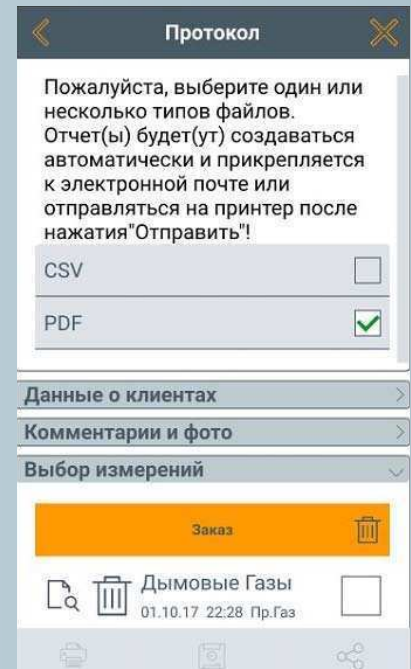 Протокол
Пожалуйста, выберите один или
несколько типов файлов.
Отчет(ы) будет(ут) создаваться
автоматически и прикрепляется
к электронной почте или
отправляться на принтер после
нажатия"Отправить"!
CSV
PDF
Данные о клиентах
Комментарии и фото
Выбор измерений
Заказ
Дымовые Газы
01.10.17 22:28 Пр.Газ